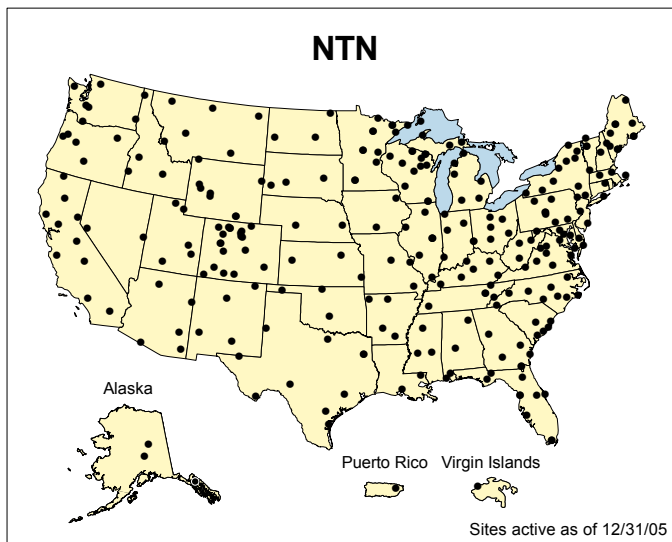 NTN
Alaska
Puerto Rico
Virgin Islands
Sites active as of 12/31/05